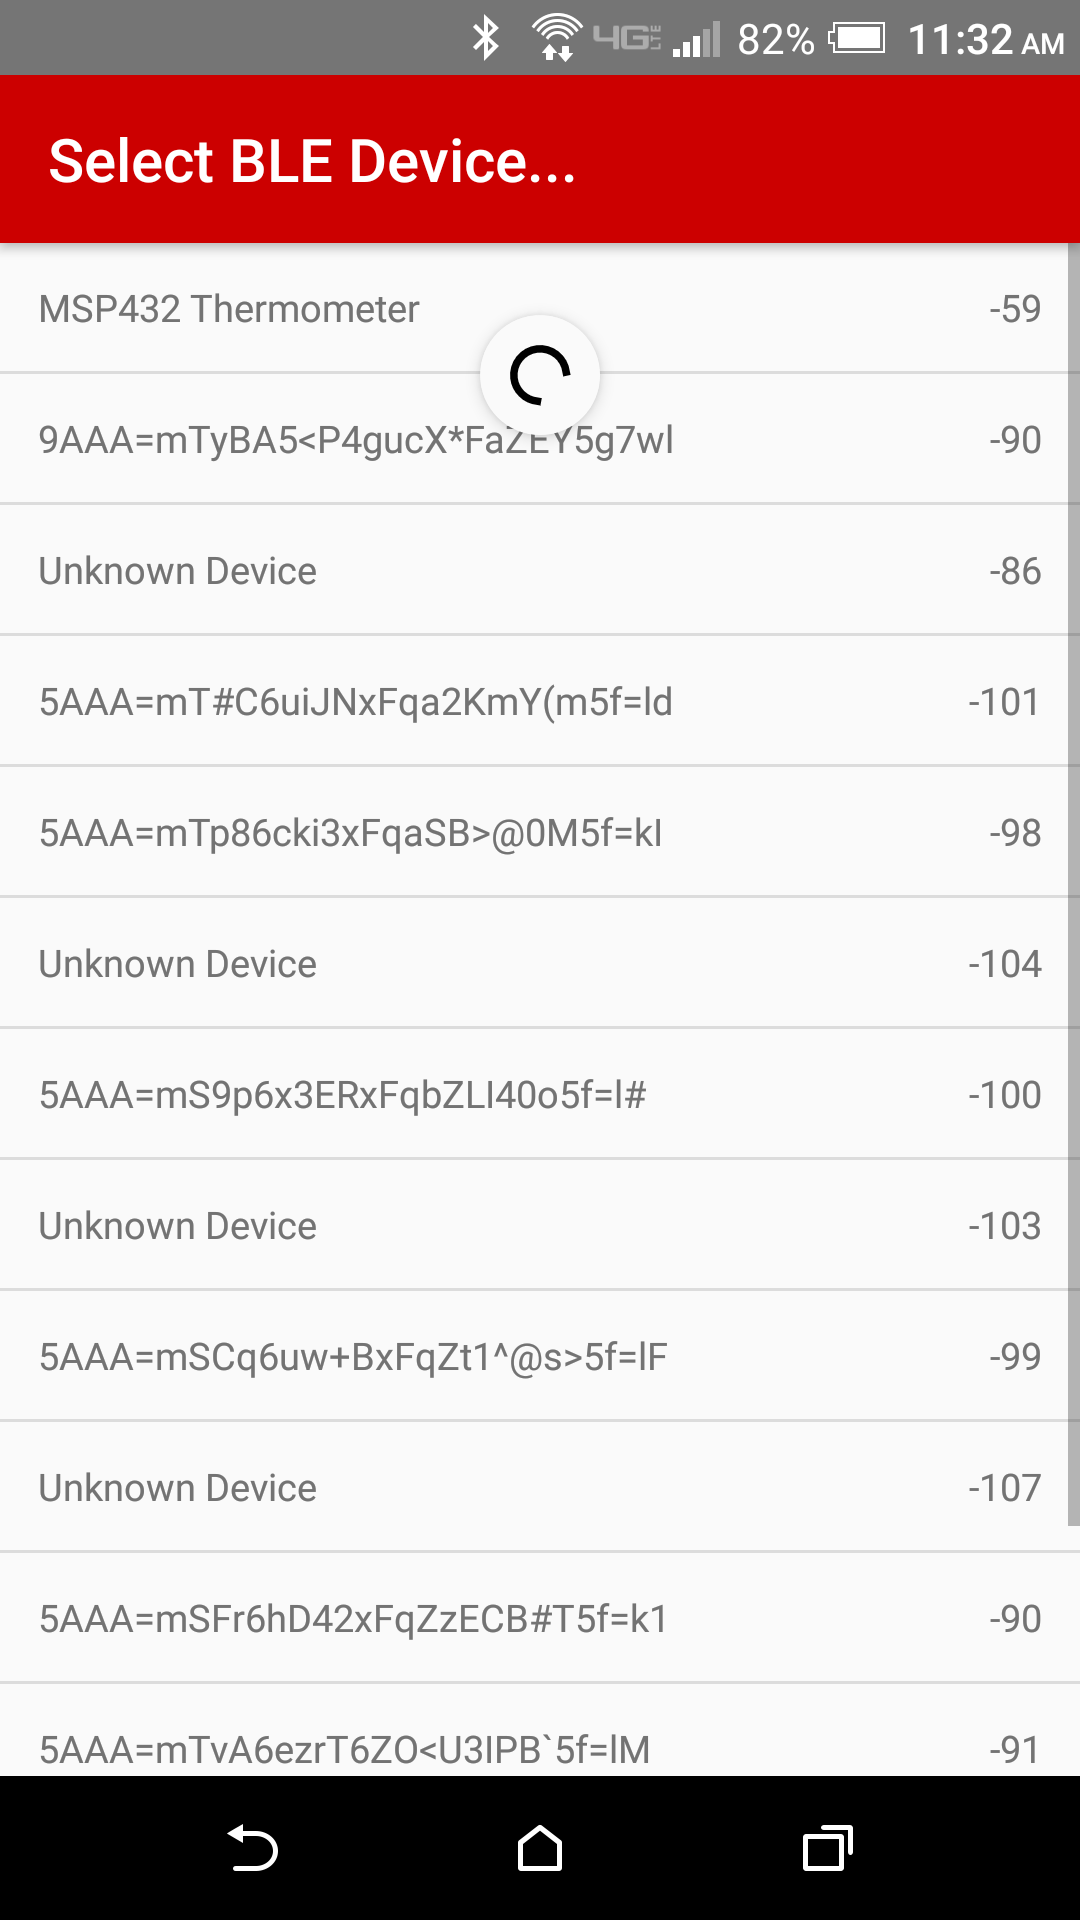 4G LTE 82% 11:32 AM
Select BLE Device...
MSP432 Thermometer -59
9AAA=mTyBA5<P4gucX*FaZEY5g7wl -90
Unknown Device -86
5AAA=mT#C6uiJNxFqa2KmY(m5f=ld -101
5AAA=mTp86cki3xFqaSB>@0M5f=kI -98
Unknown Device -104
5AAA=mS9p6x3ERxFqbZLI40o5f=l# -100
Unknown Device -103
5AAA=mSCq6uw+BxFqZt1^@s>5f=lF -99
Unknown Device -107
5AAA=mSFr6hD42xFqZzECB#T5f=k1 -90
5AAA=mTvA6ezrT6ZO<U3IPB`5f=lM -91